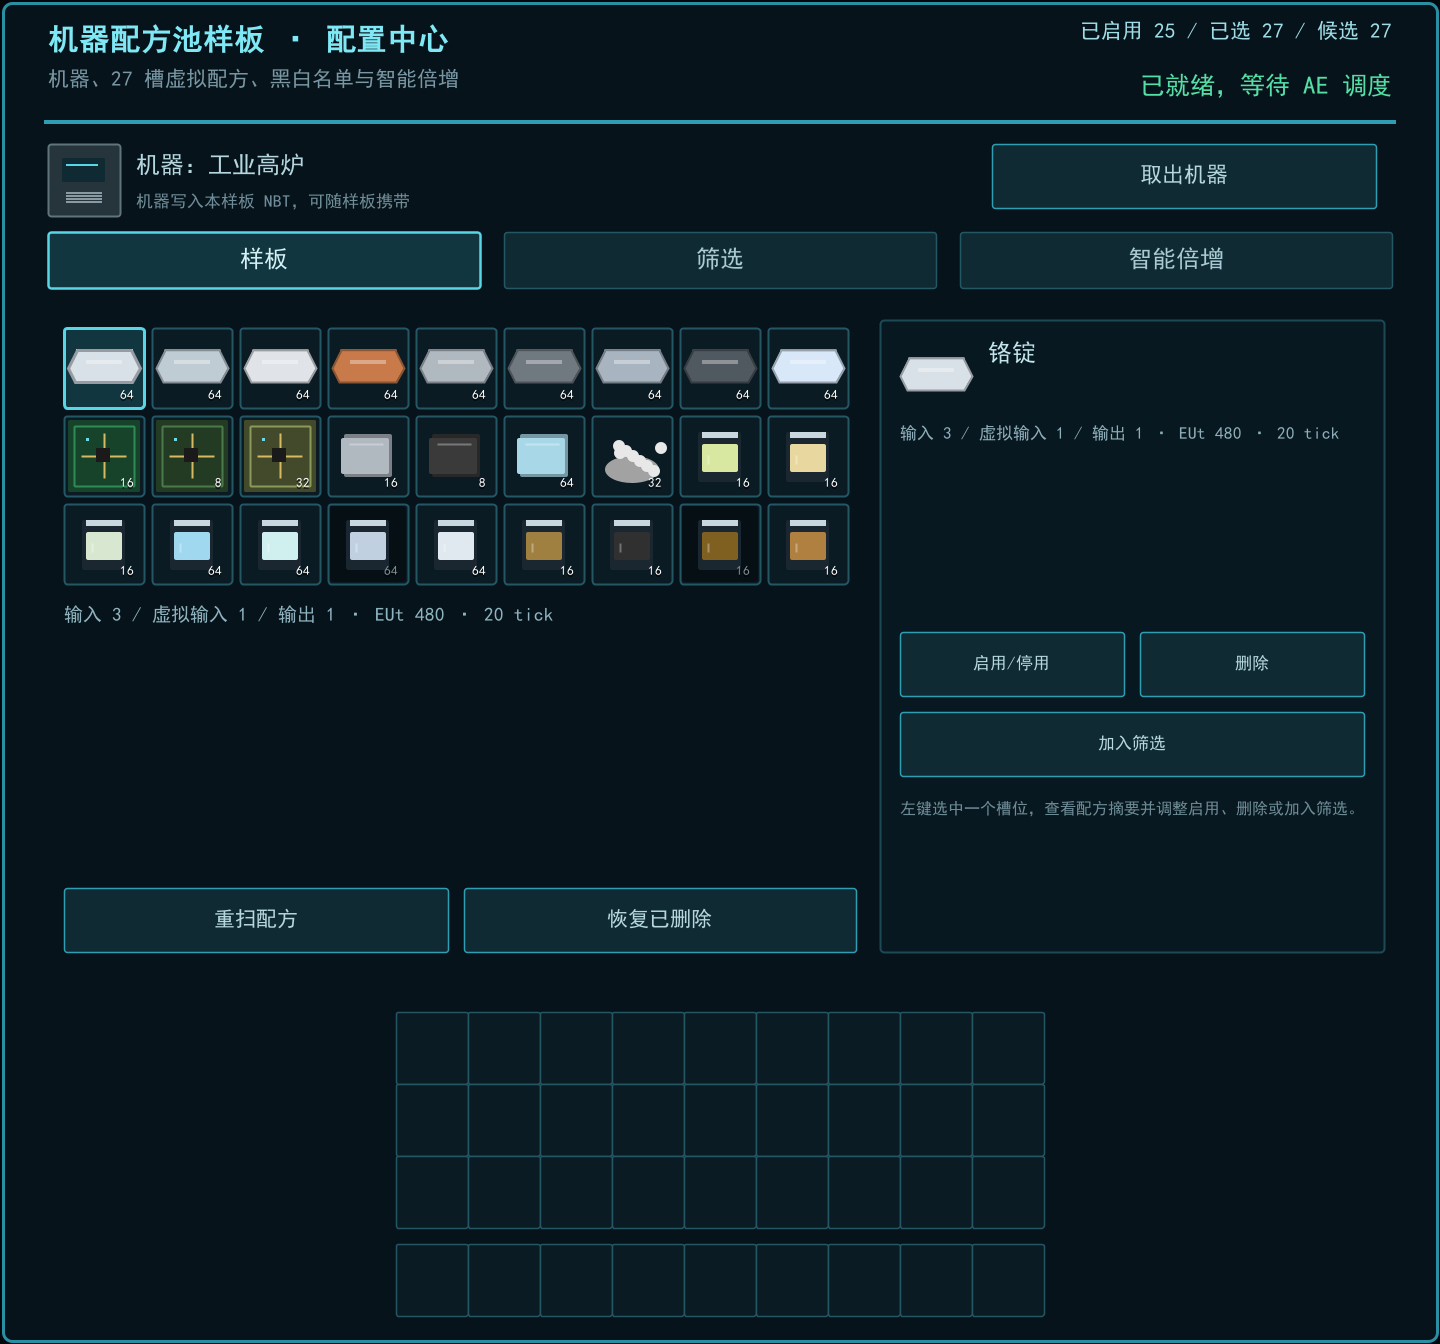 机器配方池样板 · 配置中心
已启用 25 / 已选 27 / 候选 27
机器、27 槽虚拟配方、黑白名单与智能倍增
已就绪，等待 AE 调度
机器：工业高炉
机器写入本样板 NBT，可随样板携带
取出机器
样板
筛选
智能倍增
64 64 64 64 64 64 64 64 64
16 8 32 16 8 64 32 16 16
16 64 64 64 64 16 16 16 16
输入 3 / 虚拟输入 1 / 输出 1 · EUt 480 · 20 tick
铬锭
输入 3 / 虚拟输入 1 / 输出 1 · EUt 480 · 20 tick
启用/停用
删除
加入筛选
左键选中一个槽位，查看配方摘要并调整启用、删除或加入筛选。
重扫配方
恢复已删除